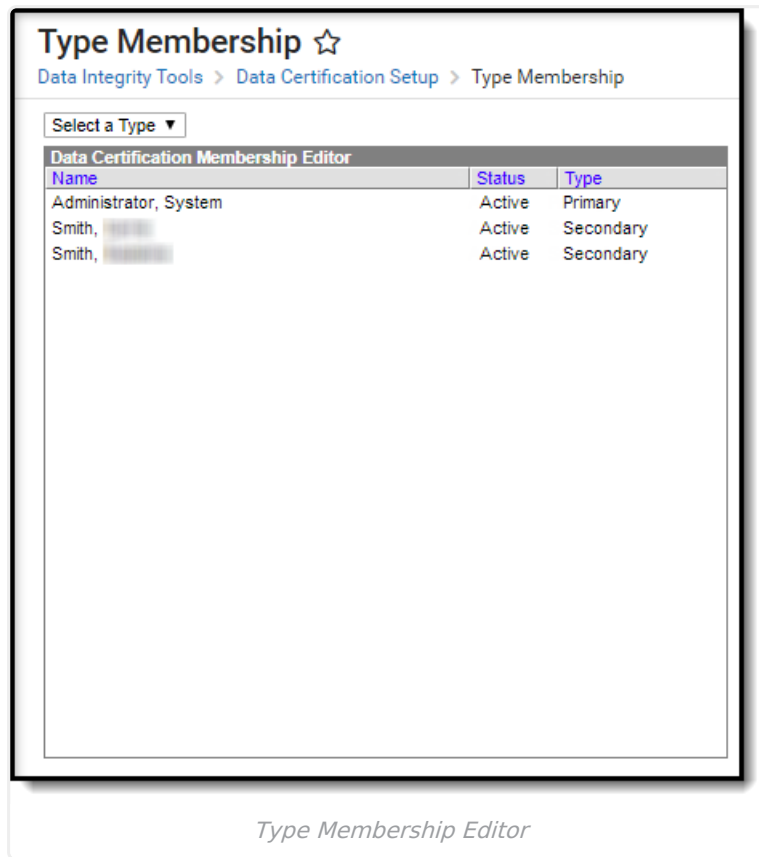 Type Membership ☆
Data Integrity Tools > Data Certification Setup > Type Membership
Select a Type ▼
Data Certification Membership Editor
Name Status Type
Administrator, System Active Primary
Smith, Active Secondary
Smith, Active Secondary
Type Membership Editor